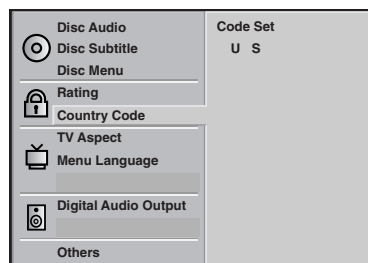 Disc Audio
Disc Subtitle
Disc Menu
Rating
Country Code
TV Aspect
Menu Language
Digital Audio Output
Others
Code Set
U S